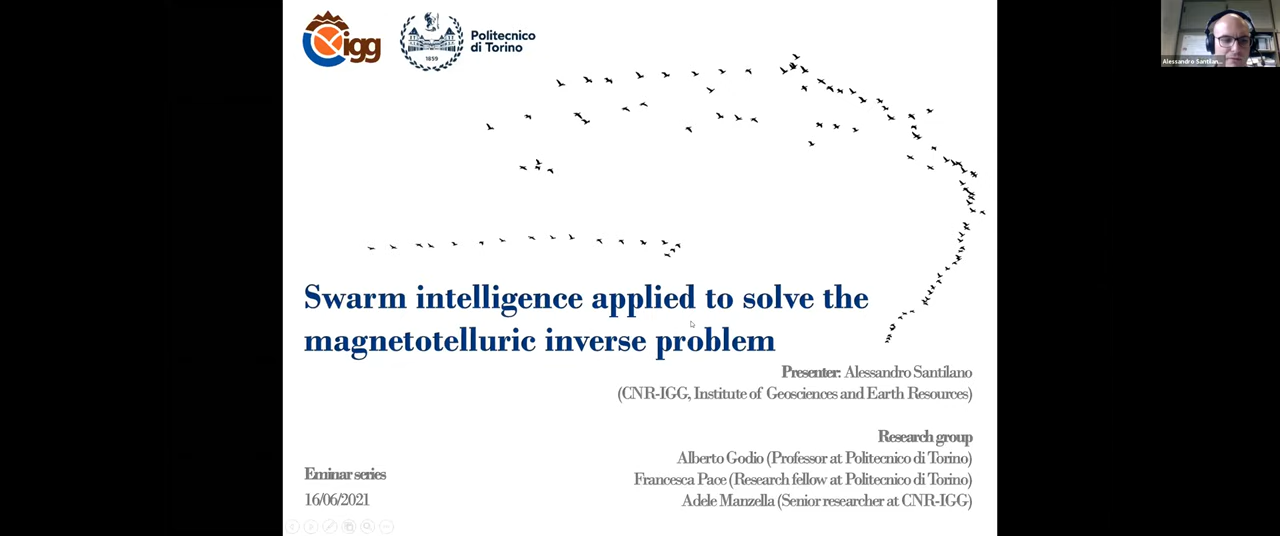 igg
Politecnico
di Torino
1859
Alessandro Santilan...
Swarm intelligence applied to solve the
magnetotelluric inverse problem
Presenter: Alessandro Santilano
(CNR-IGG, Institute of Geosciences and Earth Resources)
Research group
Alberto Godio (Professor at Politecnico di Torino)
Francesca Pace (Research fellow at Politecnico di Torino)
Adele Manzella (Senior researcher at CNR-IGG)
Eminar series
16/06/2021